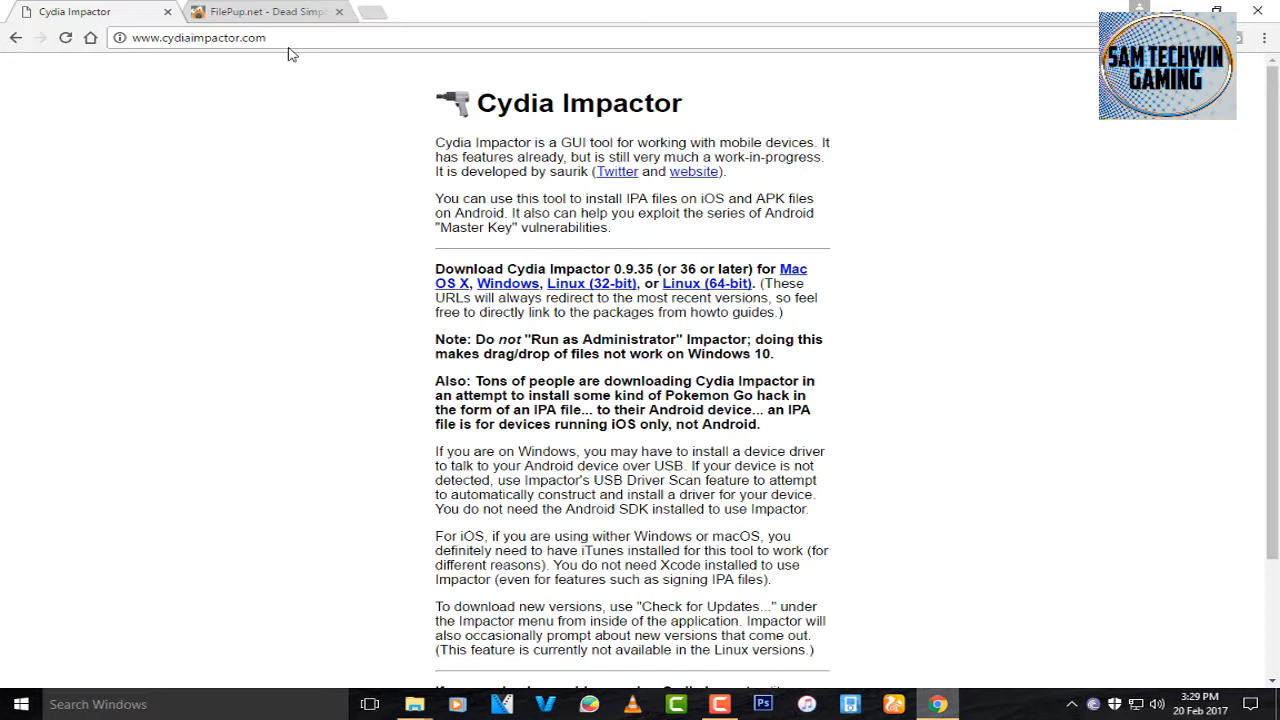 Cydia Impactor
FilePup.net - Dead Simpl
www.cydiaimpactor.com
SAM TECHWIN
GAMING
Cydia Impactor
Cydia Impactor is a GUI tool for working with mobile devices. It
has features already, but is still very much a work-in-progress.
It is developed by saurik (Twitter and website).
You can use this tool to install IPA files on iOS and APK files
on Android. It also can help you exploit the series of Android
"Master Key" vulnerabilities.
Download Cydia Impactor 0.9.35 (or 36 or later) for Mac
OS X, Windows, Linux (32-bit), or Linux (64-bit). (These
URLs will always redirect to the most recent versions, so feel
free to directly link to the packages from howto guides.)
Note: Do not "Run as Administrator" Impactor; doing this
makes drag/drop of files not work on Windows 10.
Also: Tons of people are downloading Cydia Impactor in
an attempt to install some kind of Pokemon Go hack in
the form of an IPA file... to their Android device... an IPA
file is for devices running iOS only, not Android.
If you are on Windows, you may have to install a device driver
to talk to your Android device over USB. If your device is not
detected, use Impactor's USB Driver Scan feature to attempt
to automatically construct and install a driver for your device.
You do not need the Android SDK installed to use Impactor.
For iOS, if you are using wither Windows or macOS, you
definitely need to have iTunes installed for this tool to work (for
different reasons). You do not need Xcode installed to use
Impactor (even for features such as signing IPA files).
To download new versions, use "Check for Updates..." under
the Impactor menu from inside of the application. Impactor will
also occasionally prompt about new versions that come out.
(This feature is currently not available in the Linux versions.)
Search Windows
3:29 PM
20 Feb 2017